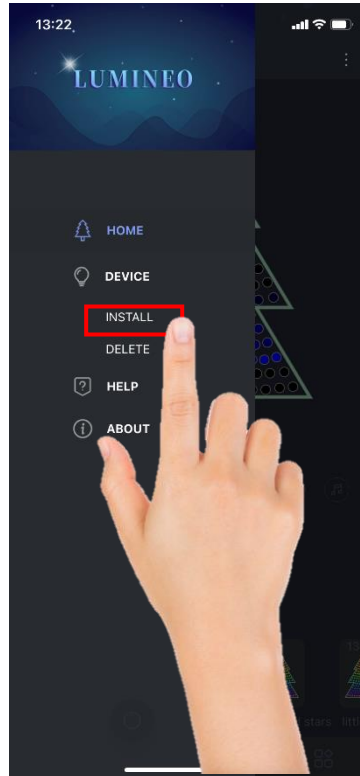 13:22
LUMINEO
HOME
DEVICE
INSTALL
DELETE
HELP
ABOUT
stars